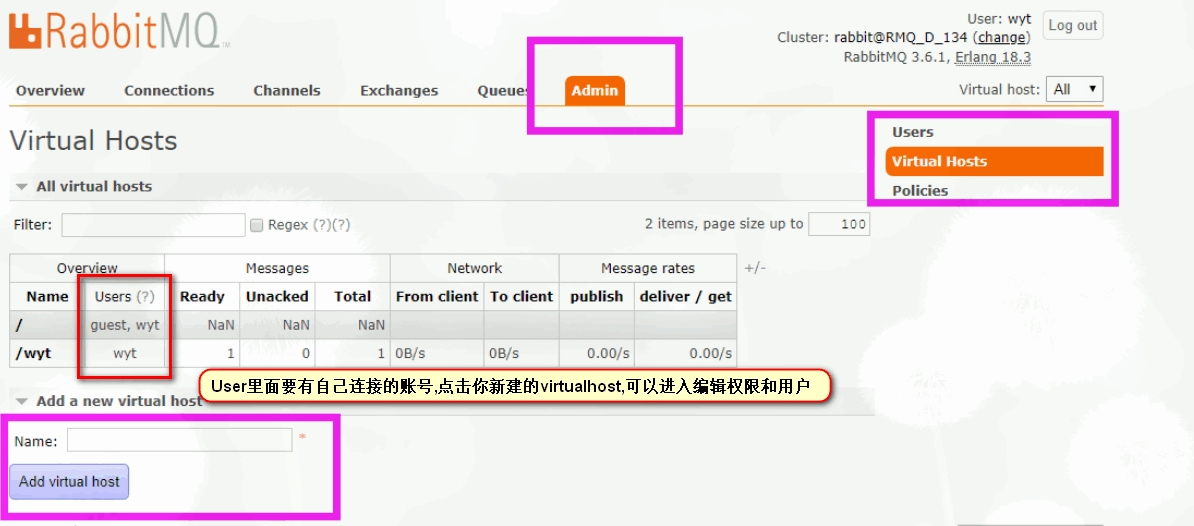 RabbitMQ TM
User: wyt
Log out
Cluster: rabbit@RMQ_D_134 (change)
RabbitMQ 3.6.1, Erlang 18.3
Overview Connections Channels Exchanges Queues Admin
Virtual host: All
Users
Virtual Hosts
Policies
Virtual Hosts
All virtual hosts
Filter: Regex (?)(?) 2 items, page size up to 100
Overview Messages Network Message rates +/-
Name Users (?) Ready Unacked Total From client To client publish deliver / get
/ guest, wyt NaN NaN NaN
/wyt wyt 1 0 1 0B/s 0B/s 0.00/s 0.00/s
User里面要有自己连接的账号,点击你新建的virtualhost,可以进入编辑权限和用户
Add a new virtual host
Name: *
Add virtual host